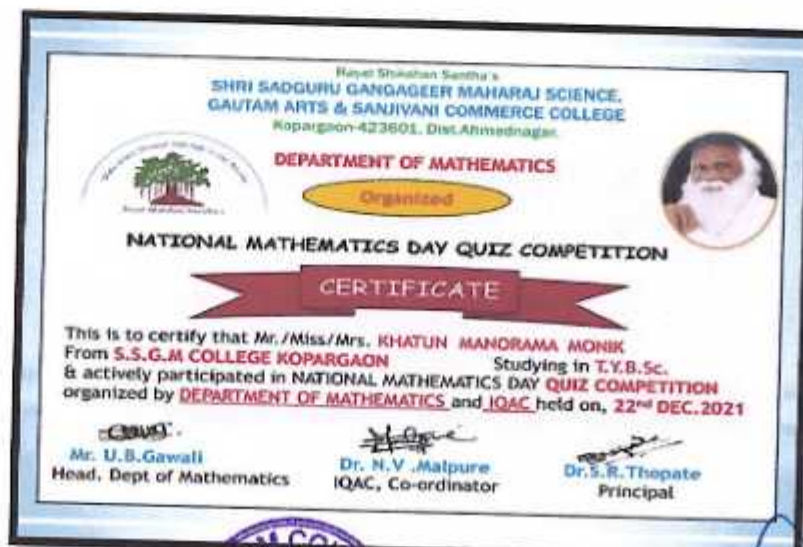 Rayat Shikshan Sanstha's
SHRI SADGURU GANGAGEER MAHARAJ SCIENCE,
GAUTAM ARTS & SANJIVANI COMMERCE COLLEGE
Kopargaon-423601, Dist.Ahmednagar.
DEPARTMENT OF MATHEMATICS
Organized
NATIONAL MATHEMATICS DAY QUIZ COMPETITION
CERTIFICATE
This is to certify that Mr./Miss/Mrs. KHATUN MANORAMA MONIK
From S.S.G.M COLLEGE KOPARGAON Studying in T.Y.B.Sc.
& actively participated in NATIONAL MATHEMATICS DAY QUIZ COMPETITION
organized by DEPARTMENT OF MATHEMATICS and IQAC held on, 22nd DEC.2021
Mr. U.B.Gawali
Head, Dept of Mathematics
Dr. N.V .Malpure
IQAC, Co-ordinator
Dr.S.R.Thopate
Principal